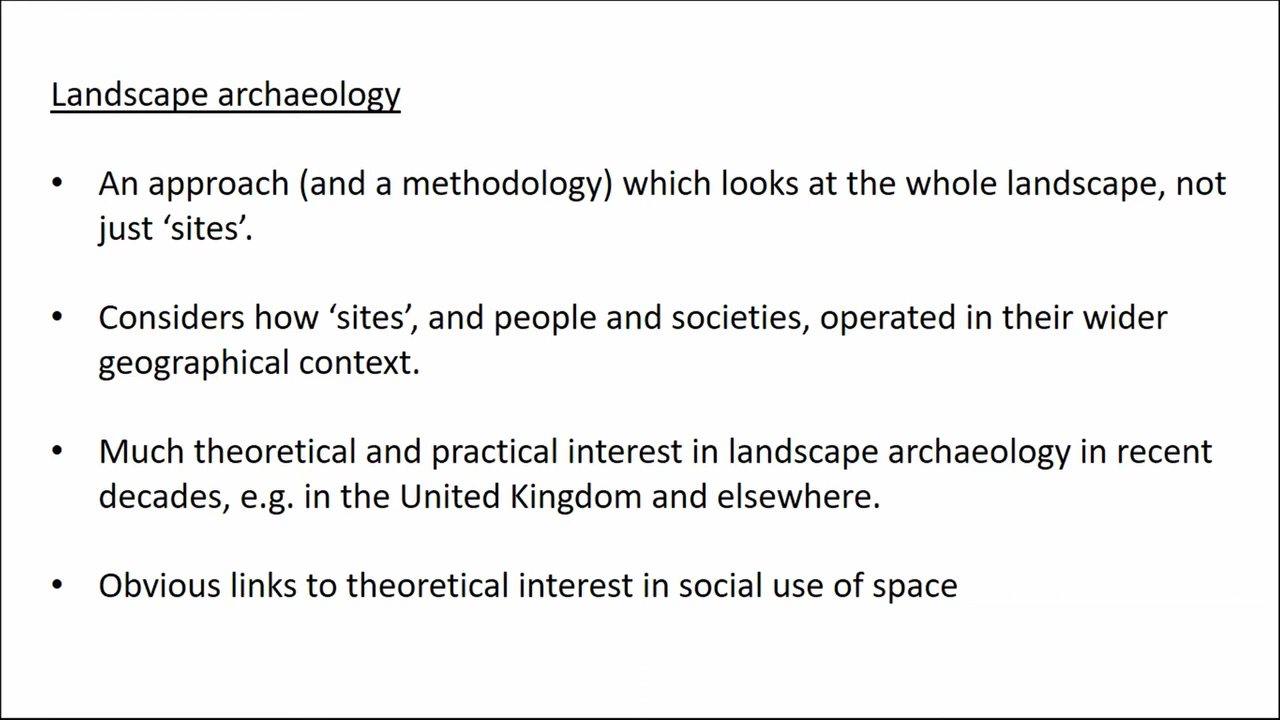 Landscape archaeology
• An approach (and a methodology) which looks at the whole landscape, not
just ‘sites’.
• Considers how ‘sites’, and people and societies, operated in their wider
geographical context.
• Much theoretical and practical interest in landscape archaeology in recent
decades, e.g. in the United Kingdom and elsewhere.
• Obvious links to theoretical interest in social use of space